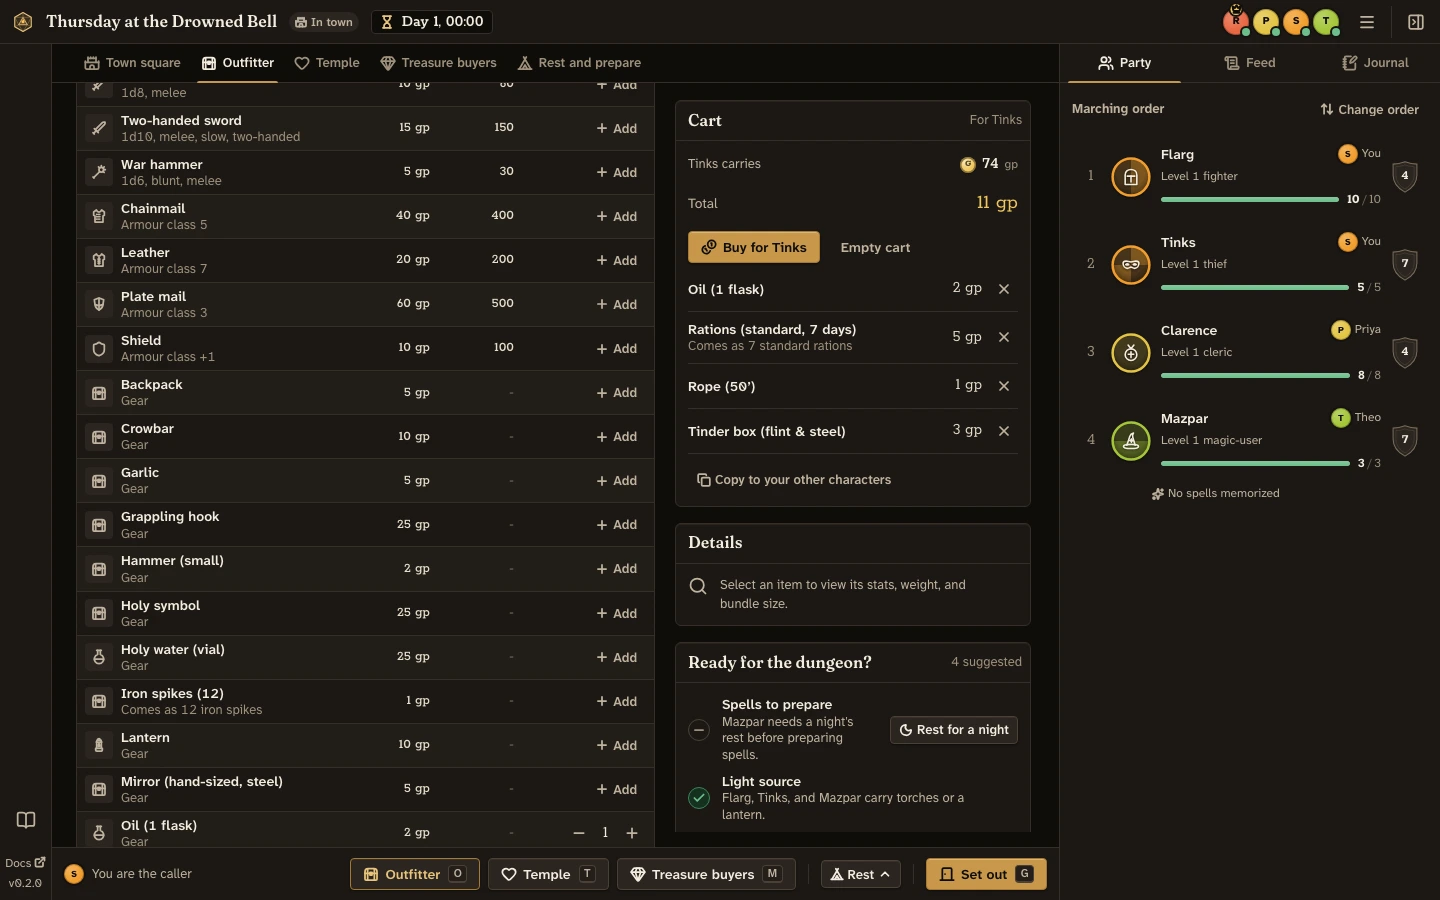 Thursday at the Drowned Bell
In town
Day 1, 00:00
R
P
S
T
Town square
Outfitter
Temple
Treasure buyers
Rest and prepare
Party
Feed
Journal
1d8, melee
10 gp
60
Add
Two-handed sword
1d10, melee, slow, two-handed
15 gp
150
Add
War hammer
1d6, blunt, melee
5 gp
30
Add
Chainmail
Armour class 5
40 gp
400
Add
Leather
Armour class 7
20 gp
200
Add
Plate mail
Armour class 3
60 gp
500
Add
Shield
Armour class +1
10 gp
100
Add
Backpack
Gear
5 gp
-
Add
Crowbar
Gear
10 gp
-
Add
Garlic
Gear
5 gp
-
Add
Grappling hook
Gear
25 gp
-
Add
Hammer (small)
Gear
2 gp
-
Add
Holy symbol
Gear
25 gp
-
Add
Holy water (vial)
Gear
25 gp
-
Add
Iron spikes (12)
Comes as 12 iron spikes
1 gp
-
Add
Lantern
Gear
10 gp
-
Add
Mirror (hand-sized, steel)
Gear
5 gp
-
Add
Oil (1 flask)
Gear
2 gp
-
1
Cart
For Tinks
Tinks carries
G 74 gp
Total
11 gp
Buy for Tinks
Empty cart
Oil (1 flask)
2 gp
Rations (standard, 7 days)
Comes as 7 standard rations
5 gp
Rope (50’)
1 gp
Tinder box (flint & steel)
3 gp
Copy to your other characters
Details
Select an item to view its stats, weight, and
bundle size.
Ready for the dungeon?
4 suggested
Spells to prepare
Mazpar needs a night's
rest before preparing
spells.
Rest for a night
Light source
Flarg, Tinks, and Mazpar carry torches or a
lantern.
Marching order
Change order
1
Flarg
S You
Level 1 fighter
10 / 10
4
2
Tinks
S You
Level 1 thief
5 / 5
7
3
Clarence
P Priya
Level 1 cleric
8 / 8
4
4
Mazpar
T Theo
Level 1 magic-user
3 / 3
7
No spells memorized
Docs
v0.2.0
S You are the caller
Outfitter O
Temple T
Treasure buyers M
Rest
Set out G